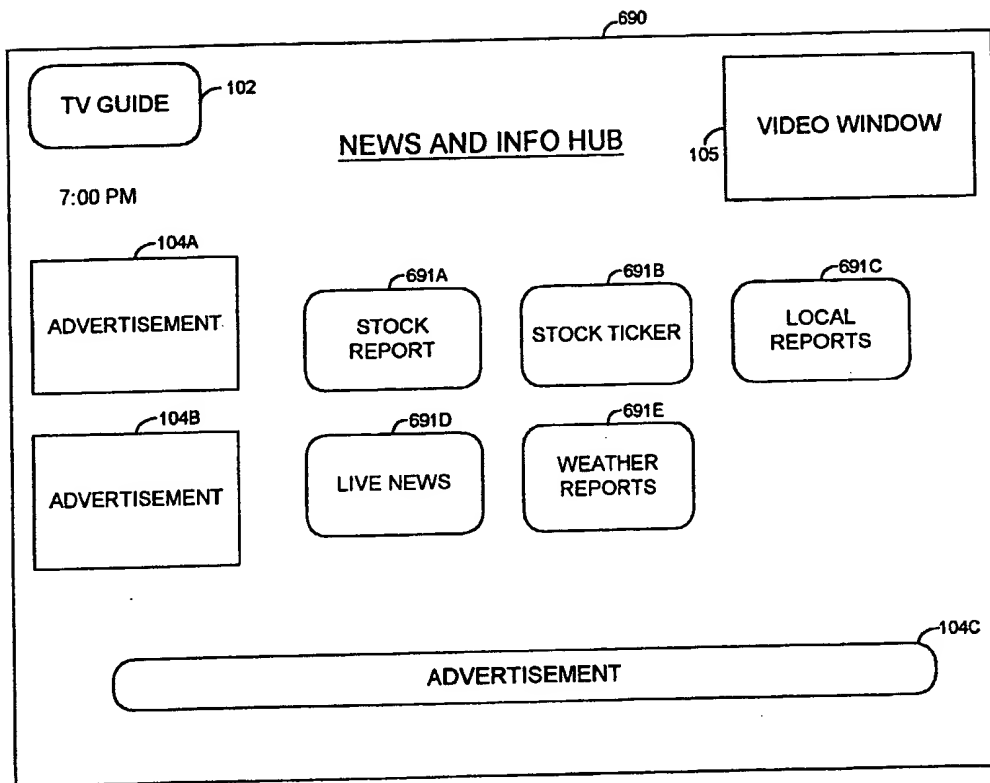 690
TV GUIDE
102
NEWS AND INFO HUB
105
VIDEO WINDOW
7:00 PM
104A
ADVERTISEMENT
691A
STOCK
REPORT
691B
STOCK TICKER
691C
LOCAL
REPORTS
104B
ADVERTISEMENT
691D
LIVE NEWS
691E
WEATHER
REPORTS
104C
ADVERTISEMENT